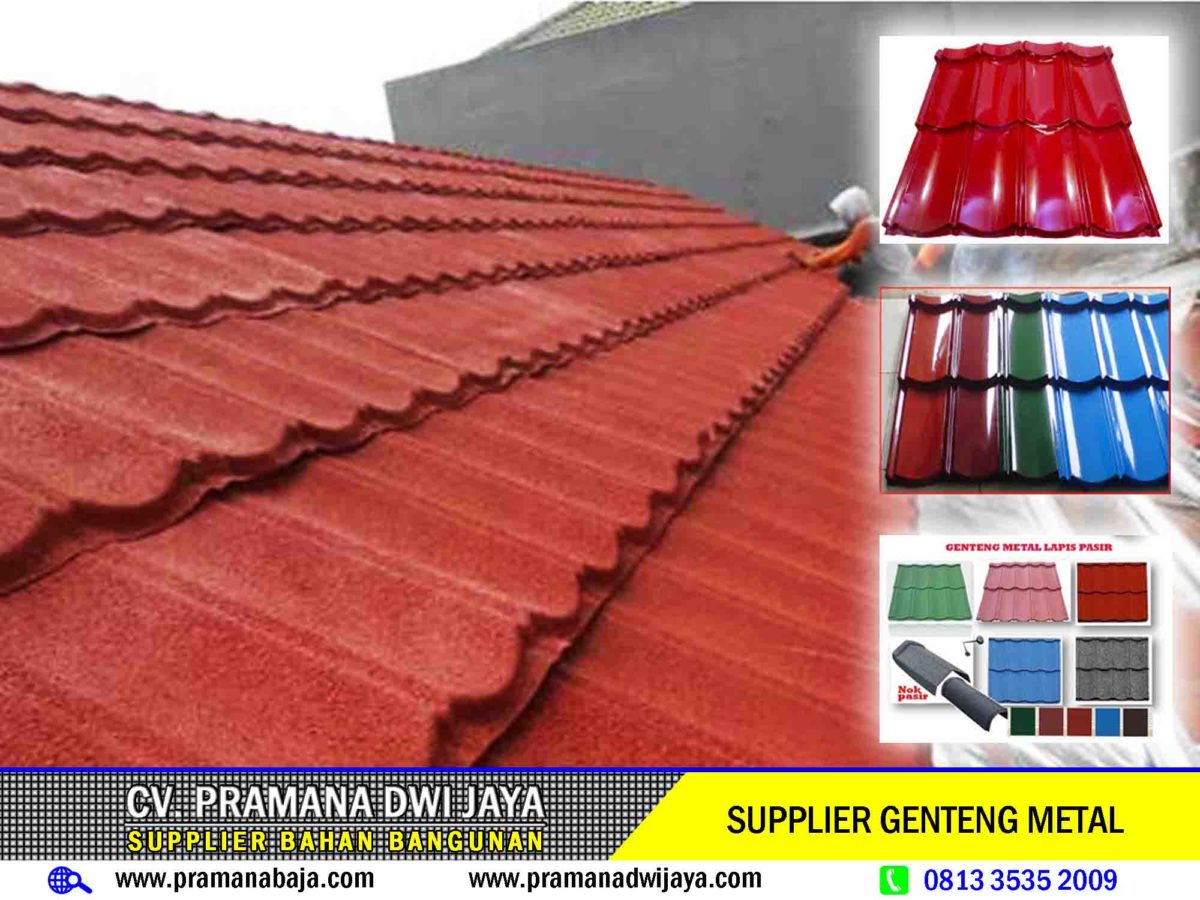 GENTENG METAL LAPIS PASIR
Nok
pasir
CV. PRAMANA DWI JAYA
SUPPLIER BAHAN BANGUNAN
SUPPLIER GENTENG METAL
www.pramanabaja.com
www.pramanadwijaya.com
0813 3535 2009